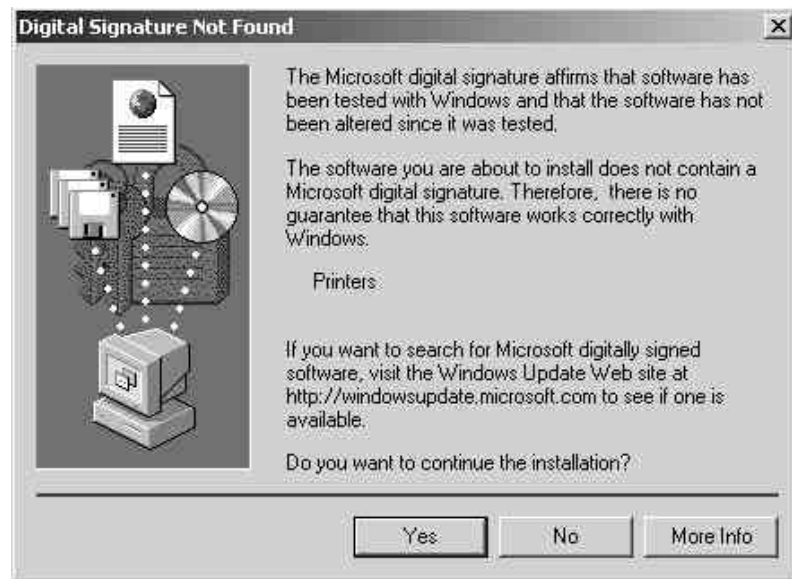 Digital Signature Not Found
The Microsoft digital signature affirms that software has
been tested with Windows and that the software has not
been altered since it was tested.
The software you are about to install does not contain a
Microsoft digital signature. Therefore,  there is no
guarantee that this software works correctly with
Windows.
Printers
If you want to search for Microsoft digitally signed
software, visit the Windows Update Web site at
http://windowsupdate.microsoft.com to see if one is
available.
Do you want to continue the installation?
Yes No More Info